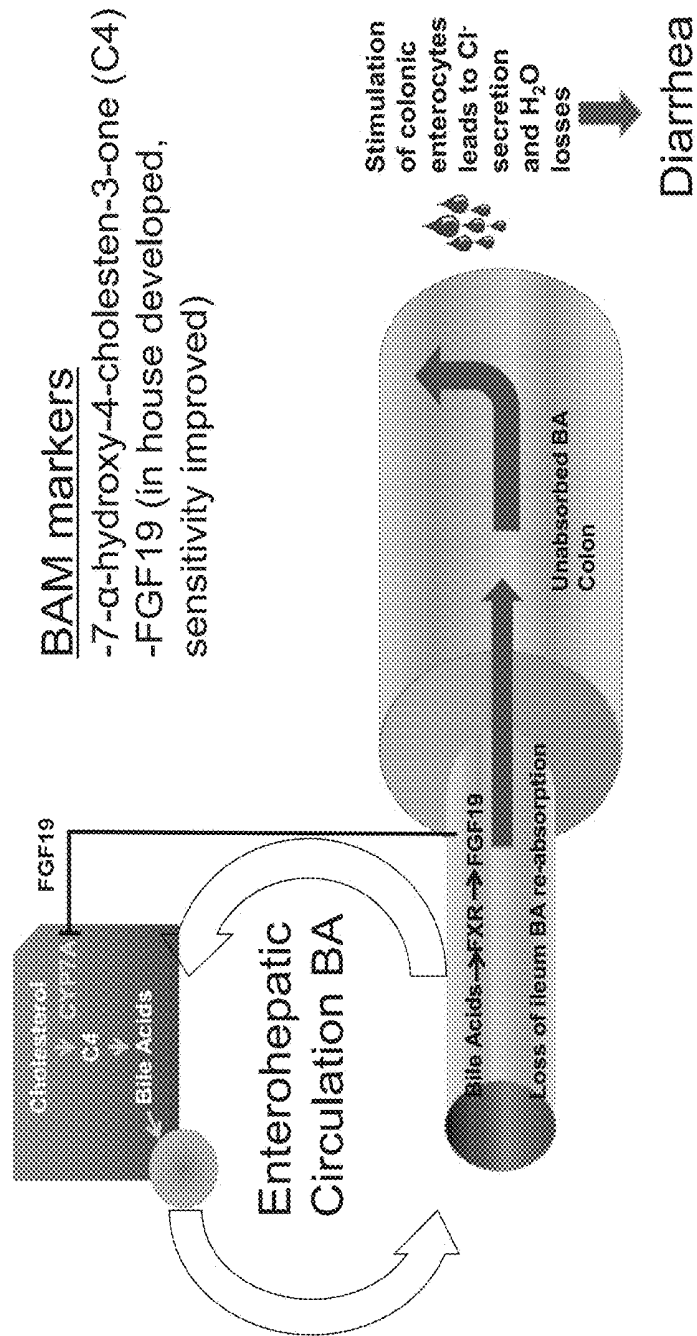 BAM markers
-7-α-hydroxy-4-cholesten-3-one (C4)
-FGF19 (in house developed,
sensitivity improved)
FGF19
Cholesterol
C4
Bile Acids
Enterohepatic
Circulation BA
Bile Acids→FXR→FGF19
Loss of ileum BA re-absorption
Unabsorbed BA
Colon
Stimulation
of colonic
enterocytes
leads to Cl-
secretion
and H₂O
losses
Diarrhea